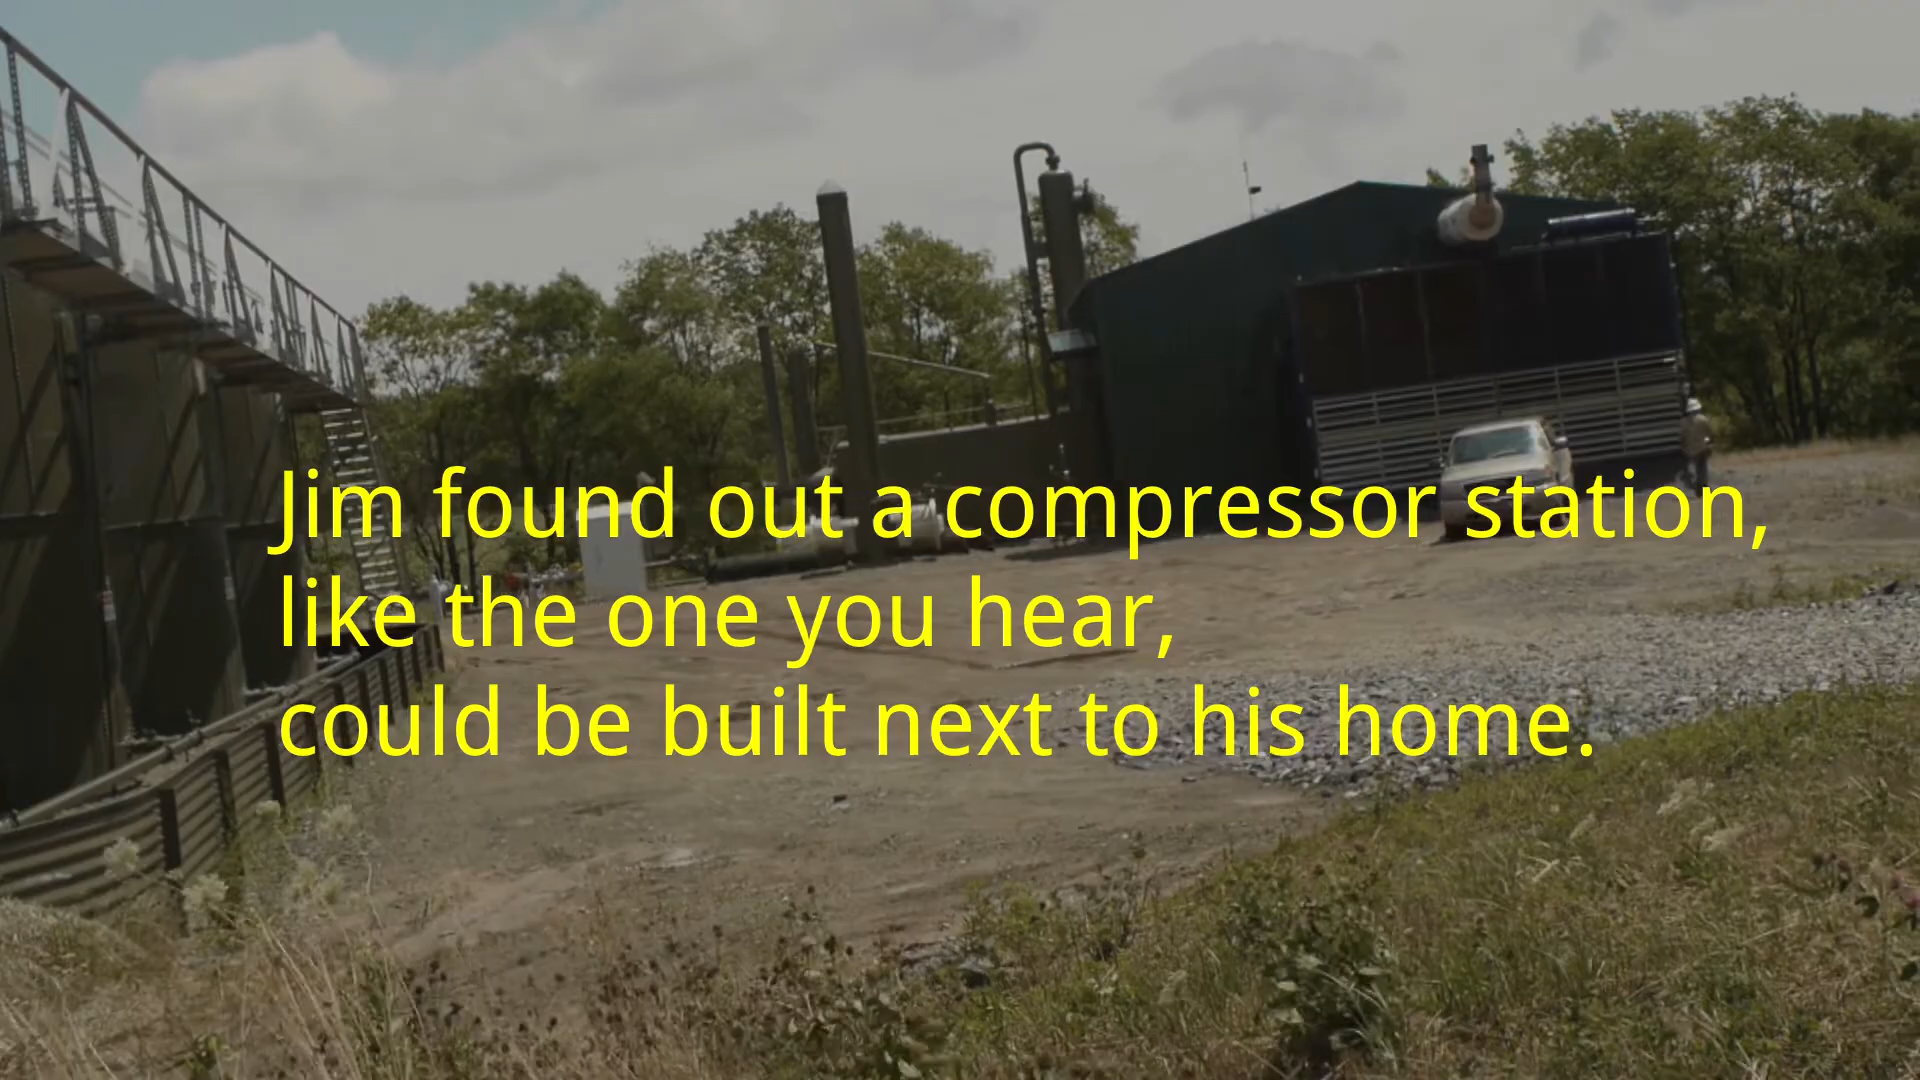 Jim found out a compressor station,
like the one you hear,
could be built next to his home.